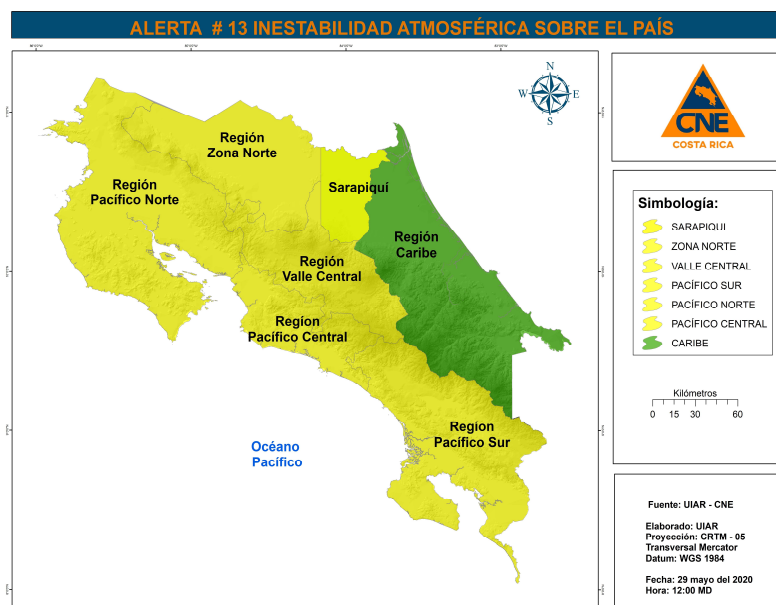 ALERTA # 13 INESTABILIDAD ATMOSFÉRICA SOBRE EL PAÍS
N
W
E
S
Región
Zona Norte
Región
Pacífico Norte
Sarapiquí
Región
Caribe
Región
Valle Central
Region
Pacífico Central
Region
Pacífico Sur
Océano
Pacífico
CNE
COSTA RICA
Simbología:
SARAPIQUI
ZONA NORTE
VALLE CENTRAL
PACÍFICO SUR
PACÍFICO NORTE
PACÍFICO CENTRAL
CARIBE
Kilómetros
0 15 30 60
Fuente: UIAR - CNE
Elaborado: UIAR
Proyección: CRTM - 05
Transversal Mercator
Datum: WGS 1984
Fecha: 29 mayo del 2020
Hora: 12:00 MD